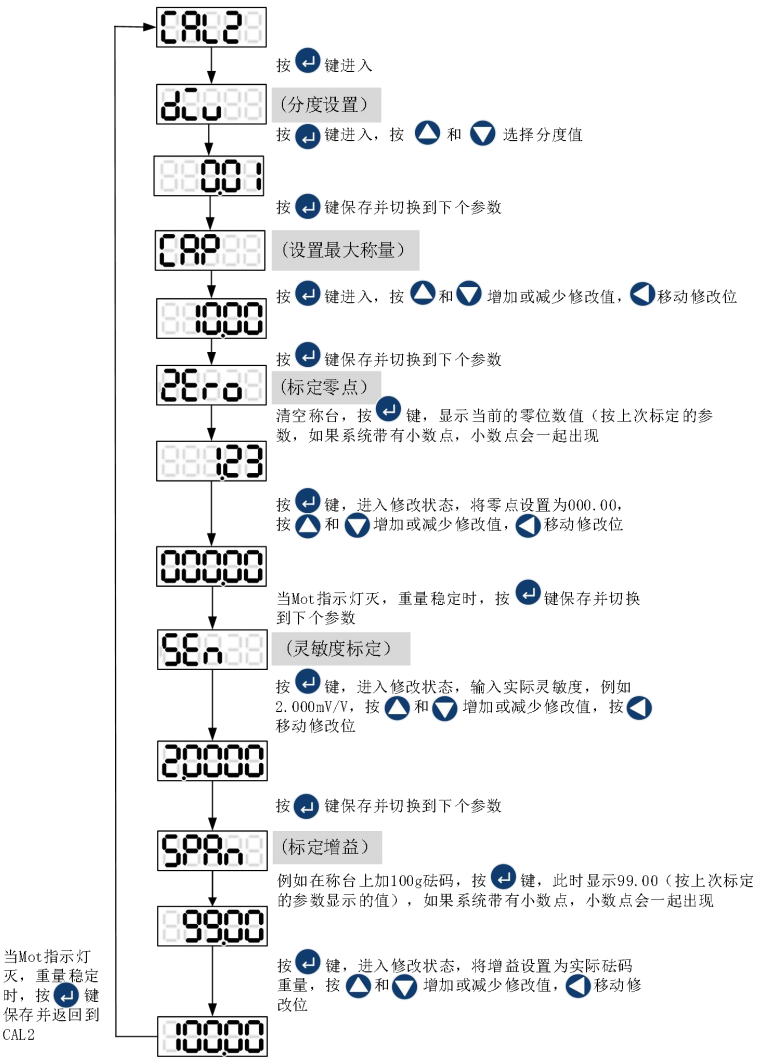 CAL2
按 键进入
div
(分度设置)
按 键进入，按 和 选择分度值
0.01
按 键保存并切换到下个参数
CAP
(设置最大称量)
按 键进入，按 和 增加或减少修改值， 移动修改位
10.00
按 键保存并切换到下个参数
ZEro
(标定零点)
清空称台，按 键，显示当前的零位数值（按上次标定的参
数，如果系统带有小数点，小数点会一起出现
1.23
按 键，进入修改状态，将零点设置为000.00，
按 和 增加或减少修改值， 移动修改位
000.00
当Mot指示灯灭，重量稳定时，按 键保存并切换
到下个参数
SEn
(灵敏度标定)
按 键，进入修改状态，输入实际灵敏度，例如
2.000mV/V，按 和 增加或减少修改值，按
移动修改位
2.0000
按 键保存并切换到下个参数
SPAn
(标定增益)
例如在称台上加100g砝码，按 键，此时显示99.00（按上次标定
的参数显示的值），如果系统带有小数点，小数点会一起出现
99.00
按 键，进入修改状态，将增益设置为实际砝码
重量，按 和 增加或减少修改值， 移动修
改位
100.00
当Mot指示灯
灭，重量稳定
时，按 键
保存并返回到
CAL2